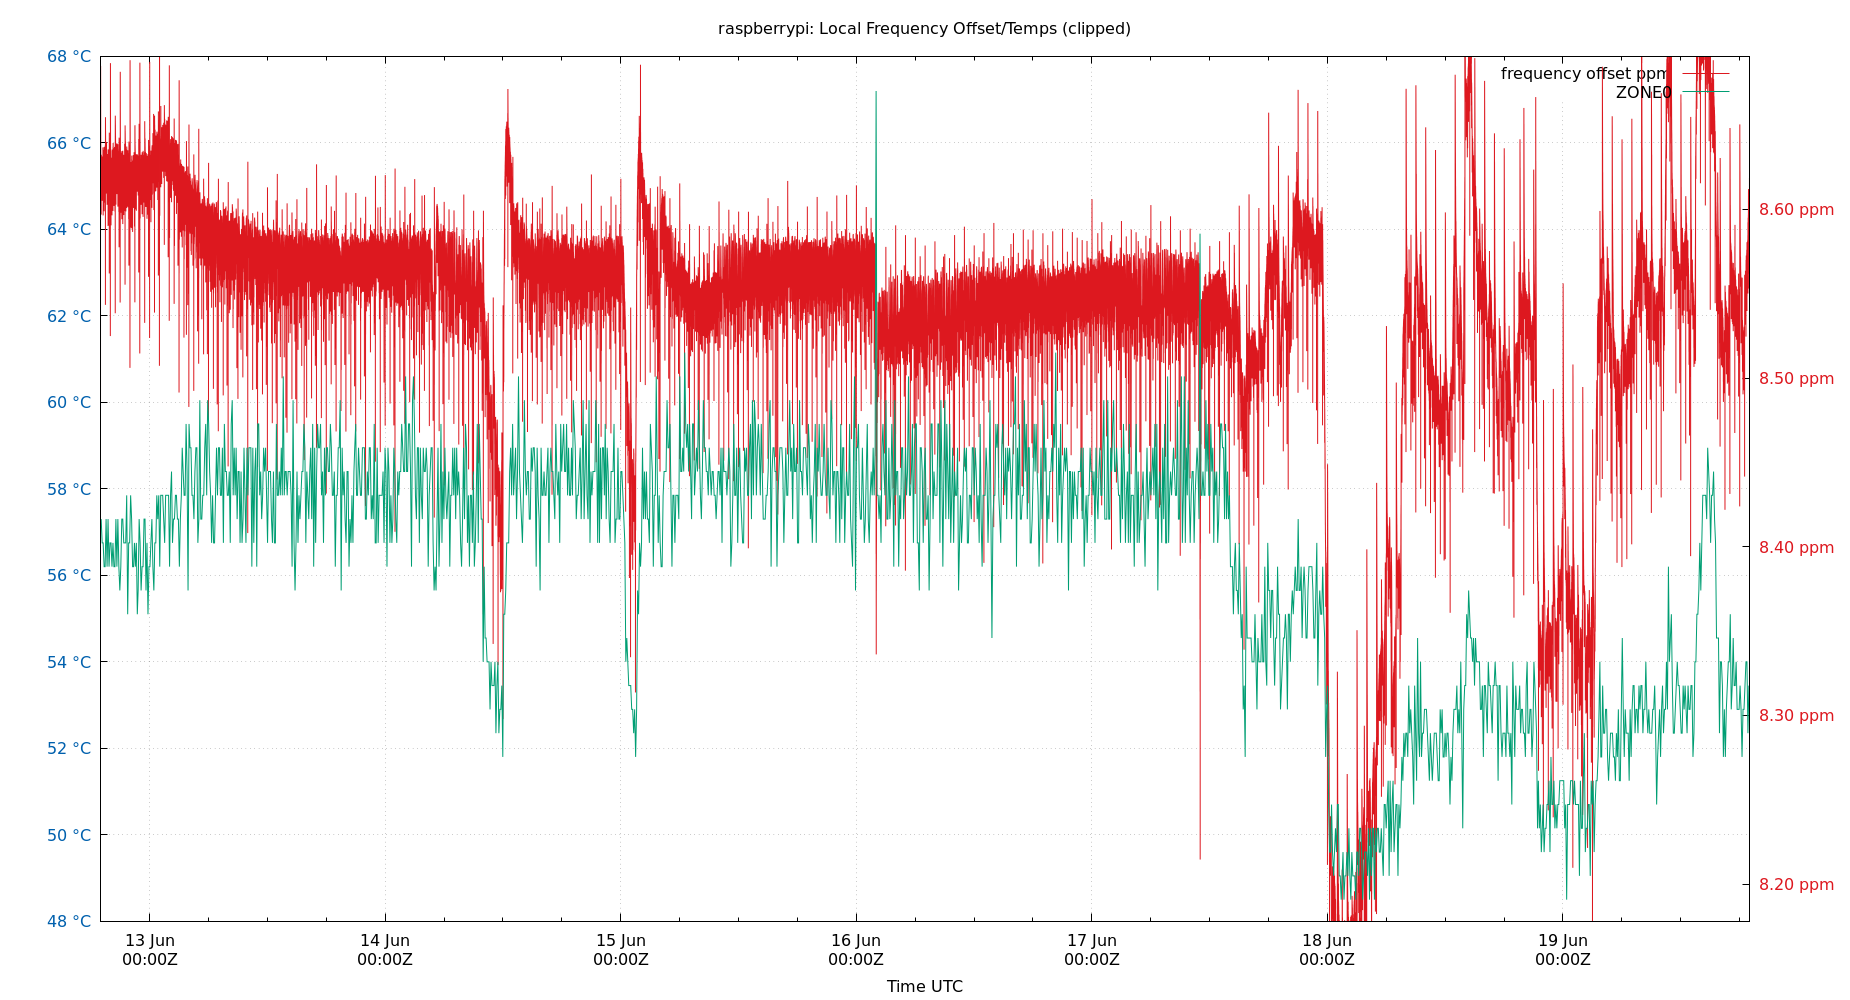 raspberrypi: Local Frequency Offset/Temps (clipped)
68 °C
66 °C
64 °C
62 °C
60 °C
58 °C
56 °C
54 °C
52 °C
50 °C
48 °C
frequency offset ppm
ZONE0
8.60 ppm
8.50 ppm
8.40 ppm
8.30 ppm
8.20 ppm
13 Jun
00:00Z
14 Jun
00:00Z
15 Jun
00:00Z
16 Jun
00:00Z
17 Jun
00:00Z
18 Jun
00:00Z
19 Jun
00:00Z
Time UTC